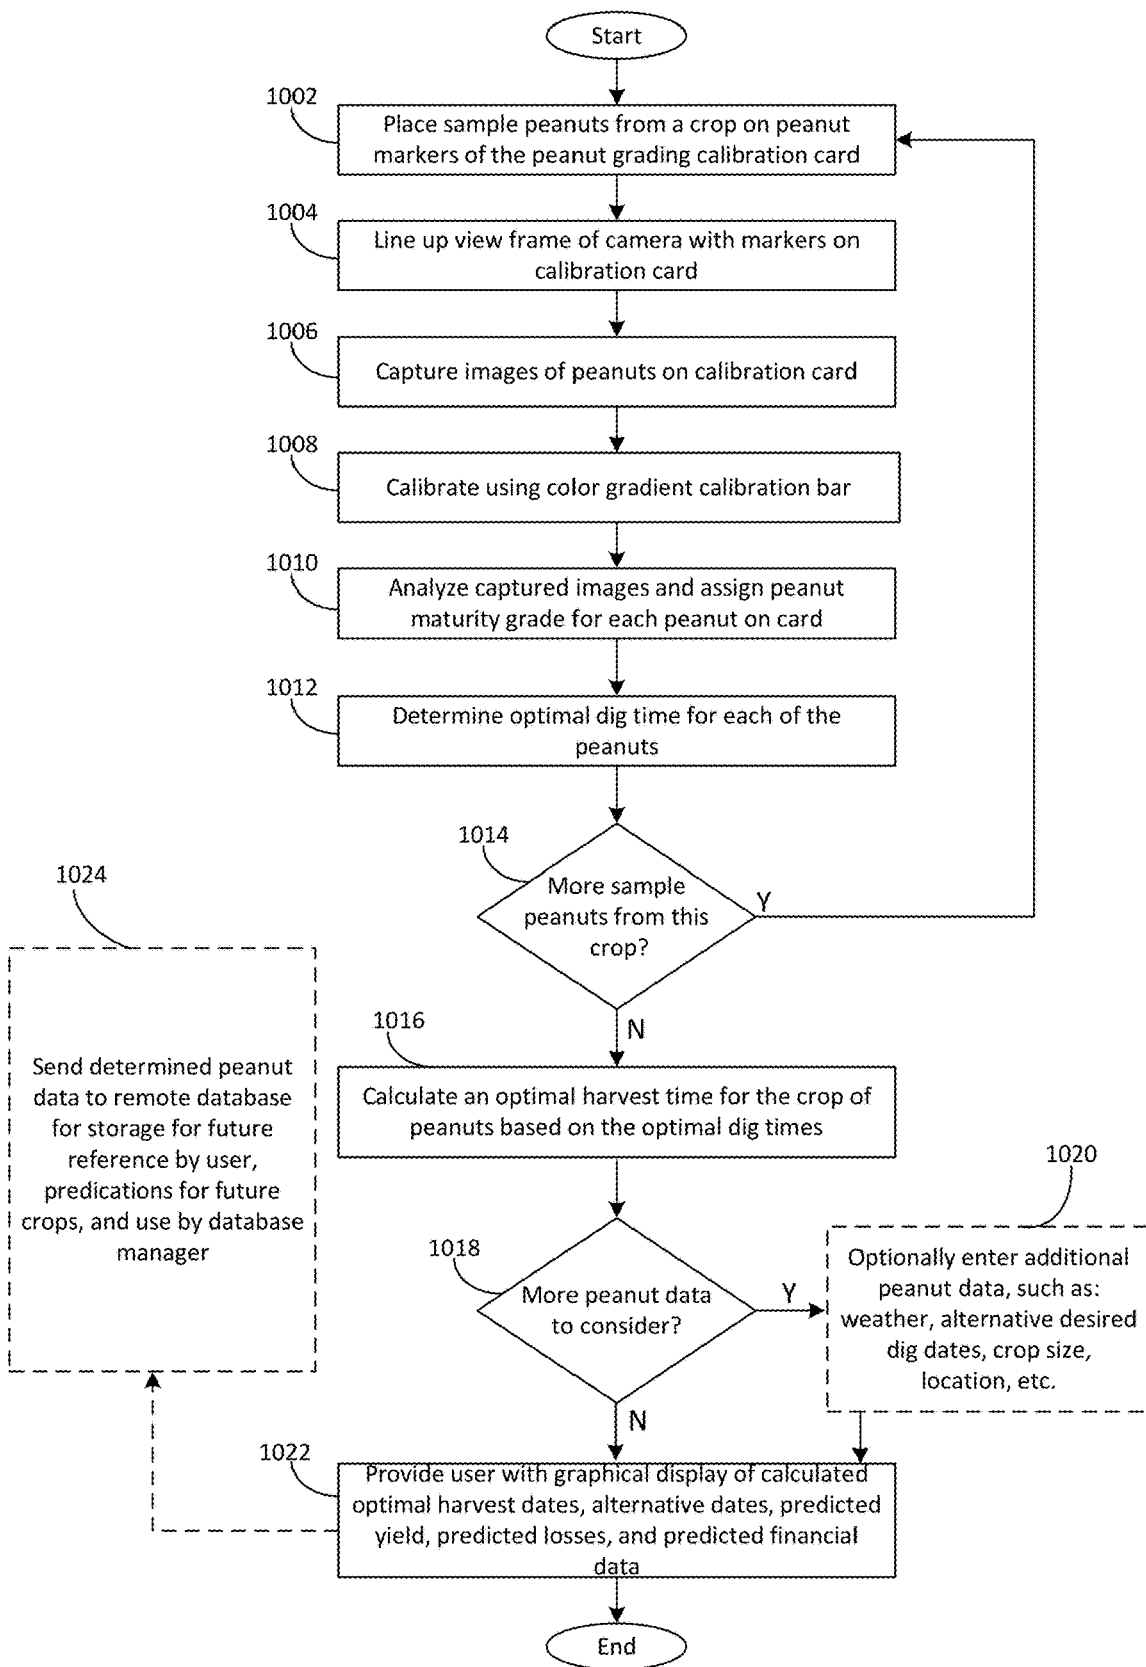 Start
1002
Place sample peanuts from a crop on peanut
markers of the peanut grading calibration card
1004
Line up view frame of camera with markers on
calibration card
1006
Capture images of peanuts on calibration card
1008
Calibrate using color gradient calibration bar
1010
Analyze captured images and assign peanut
maturity grade for each peanut on card
1012
Determine optimal dig time for each of the
peanuts
1014
More sample
peanuts from this
crop?
Y
N
1024
Send determined peanut
data to remote database
for storage for future
reference by user,
predications for future
crops, and use by database
manager
1016
Calculate an optimal harvest time for the crop of
peanuts based on the optimal dig times
1018
More peanut data
to consider?
Y
N
1020
Optionally enter additional
peanut data, such as:
weather, alternative desired
dig dates, crop size,
location, etc.
1022
Provide user with graphical display of calculated
optimal harvest dates, alternative dates, predicted
yield, predicted losses, and predicted financial
data
End